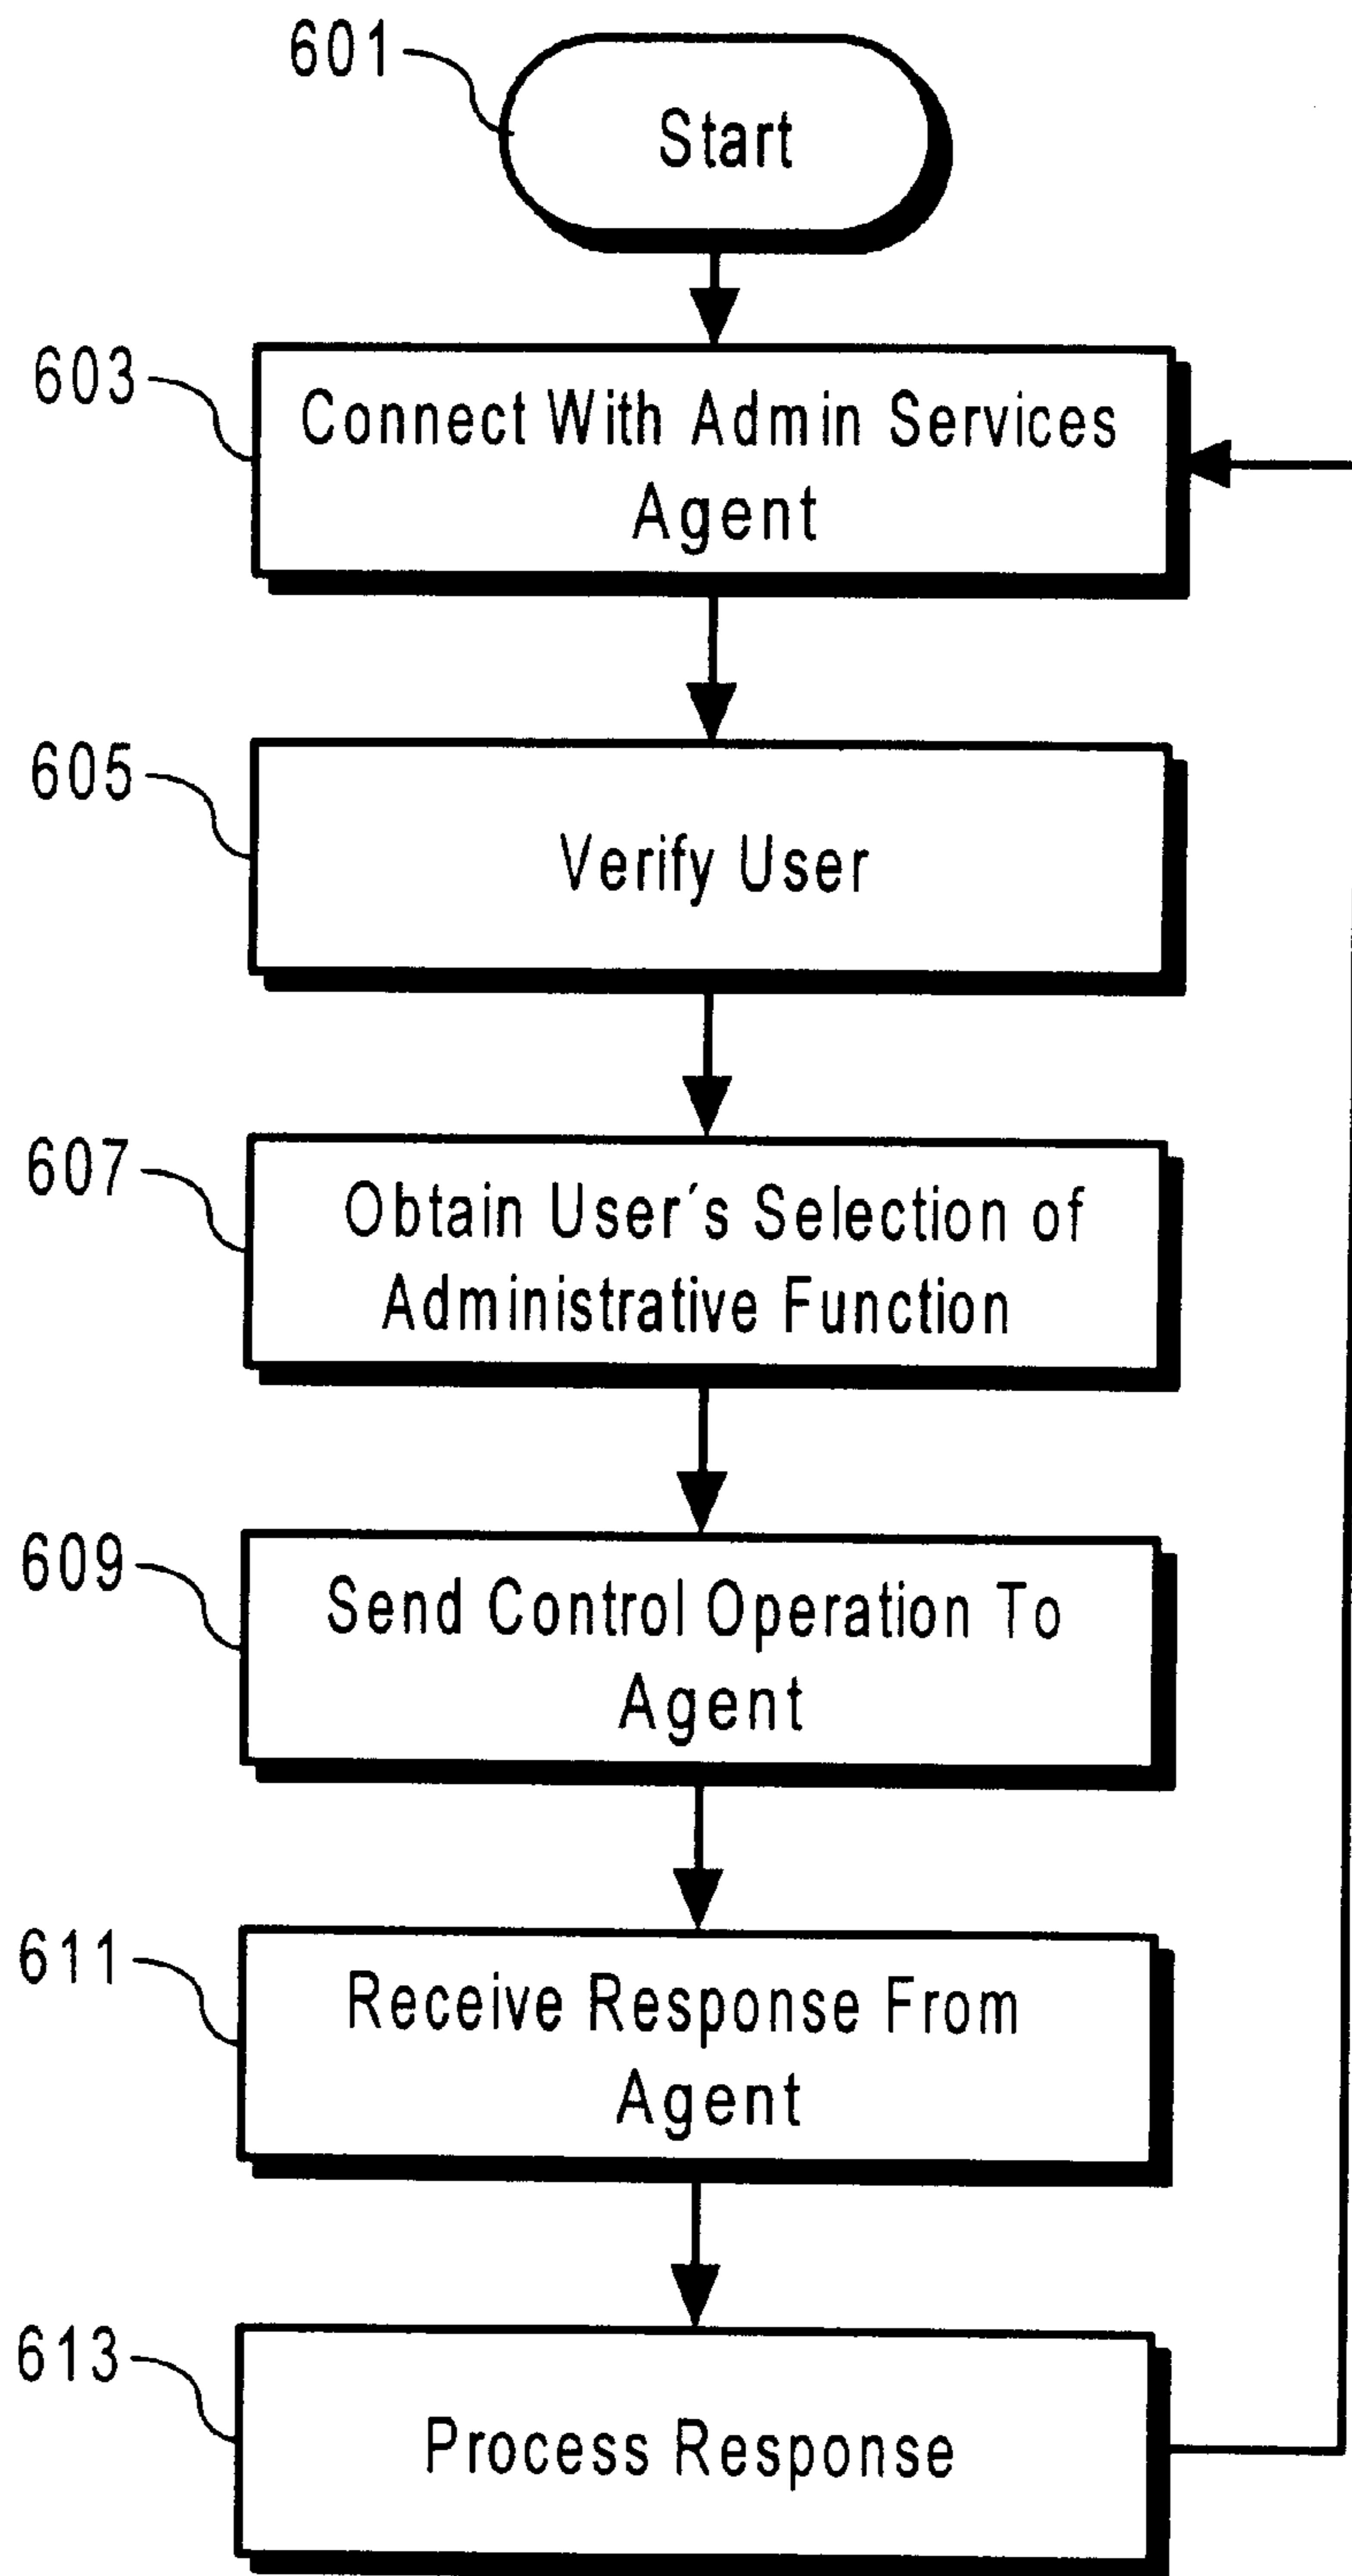 601
Start
603
Connect With Admin Services
Agent
605
Verify User
607
Obtain User´s Selection of
Administrative Function
609
Send Control Operation To
Agent
611
Receive Response From
Agent
613
Process Response